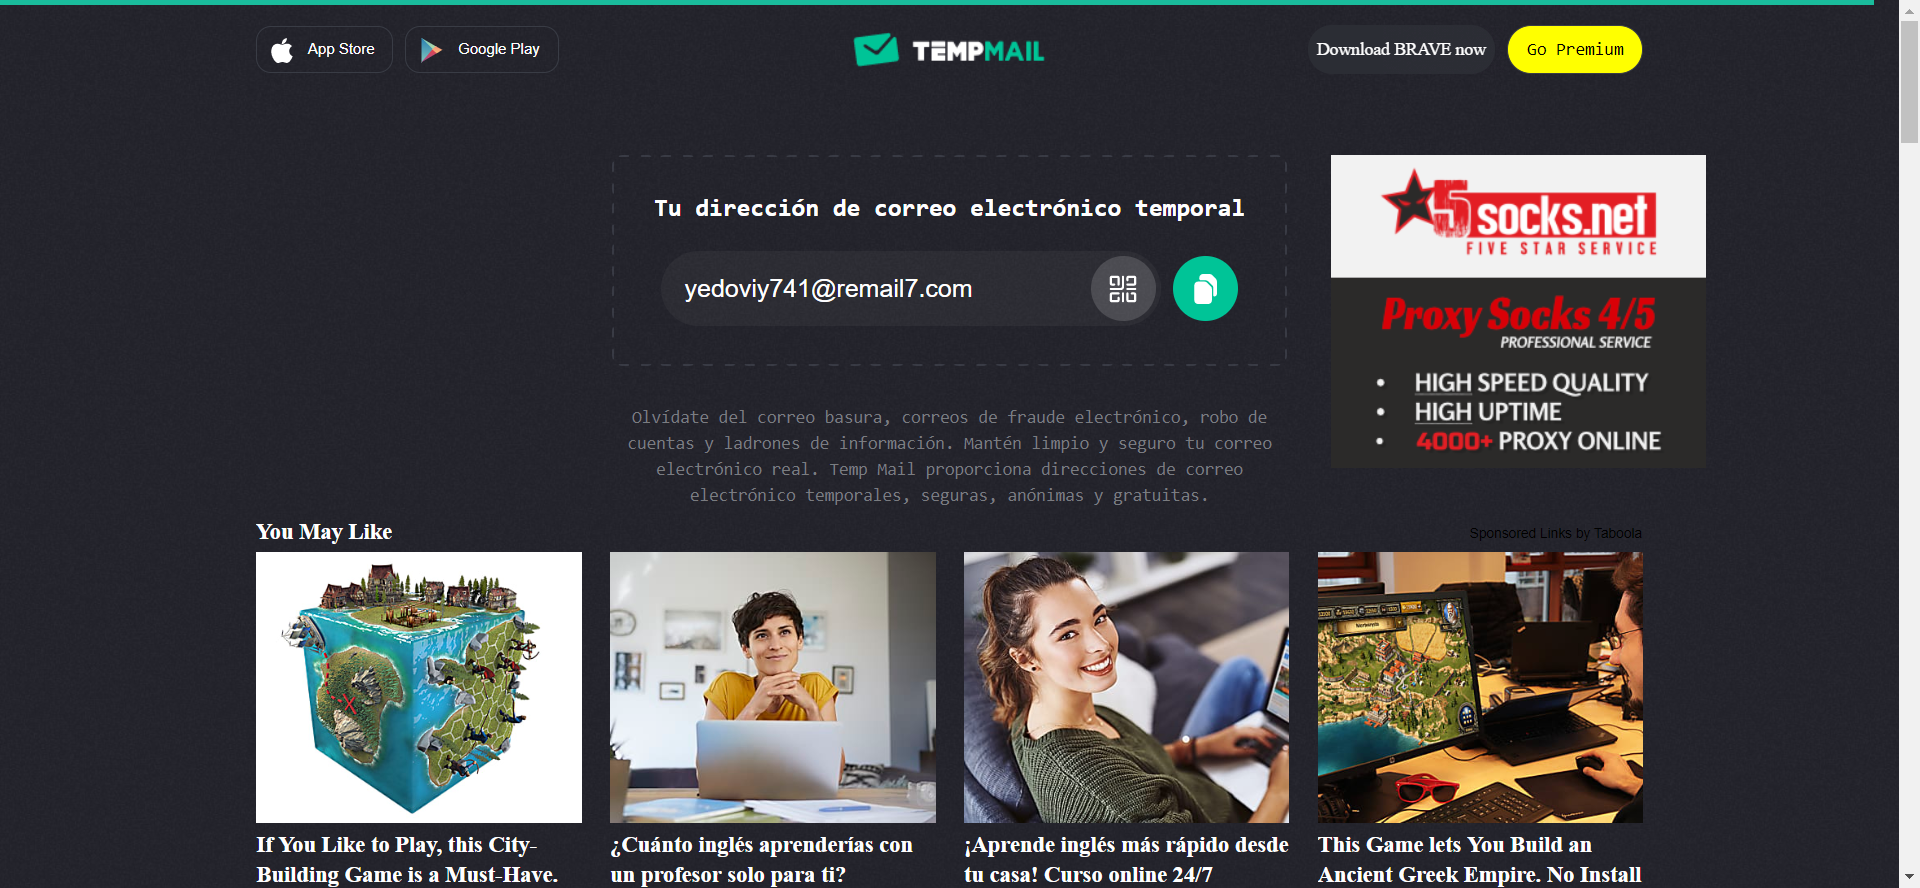 App Store
Google Play
TEMPMAIL
Download BRAVE now
Go Premium
Tu dirección de correo electrónico temporal
yedoviy741@remail7.com
5socks.net
FIVE STAR SERVICE
Proxy Socks 4/5
PROFESSIONAL SERVICE
• HIGH SPEED QUALITY
• HIGH UPTIME
• 4000+ PROXY ONLINE
Olvídate del correo basura, correos de fraude electrónico, robo de
cuentas y ladrones de información. Mantén limpio y seguro tu correo
electrónico real. Temp Mail proporciona direcciones de correo
electrónico temporales, seguras, anónimas y gratuitas.
You May Like
Sponsored Links by Taboola
If You Like to Play, this City-
Building Game is a Must-Have.
¿Cuánto inglés aprenderías con
un profesor solo para ti?
¡Aprende inglés más rápido desde
tu casa! Curso online 24/7
This Game lets You Build an
Ancient Greek Empire. No Install